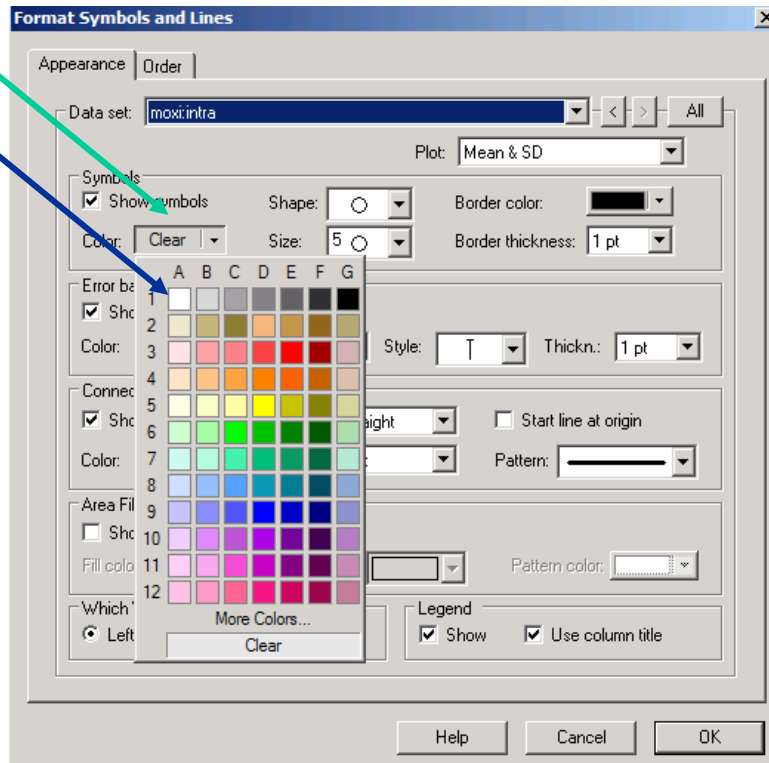 Format Symbols and Lines
Appearance Order
Data set: moxi:intra < > All
Plot: Mean & SD
Symbols
Show symbols Shape: Border color:
Color: Clear Size: 5 Border thickness: 1 pt
A B C D E F G
Error ba
1
Sho
2
Color: 3 Style: Thickn.: 1 pt
4
Connec
5
Sho aight Start line at origin
6
Color: 7 Pattern:
8
Area Fil
9
Sho
10
Fill colo 11 Pattern color:
12
Which Legend
More Colors...
Left Show Use column title
Clear
Help Cancel OK